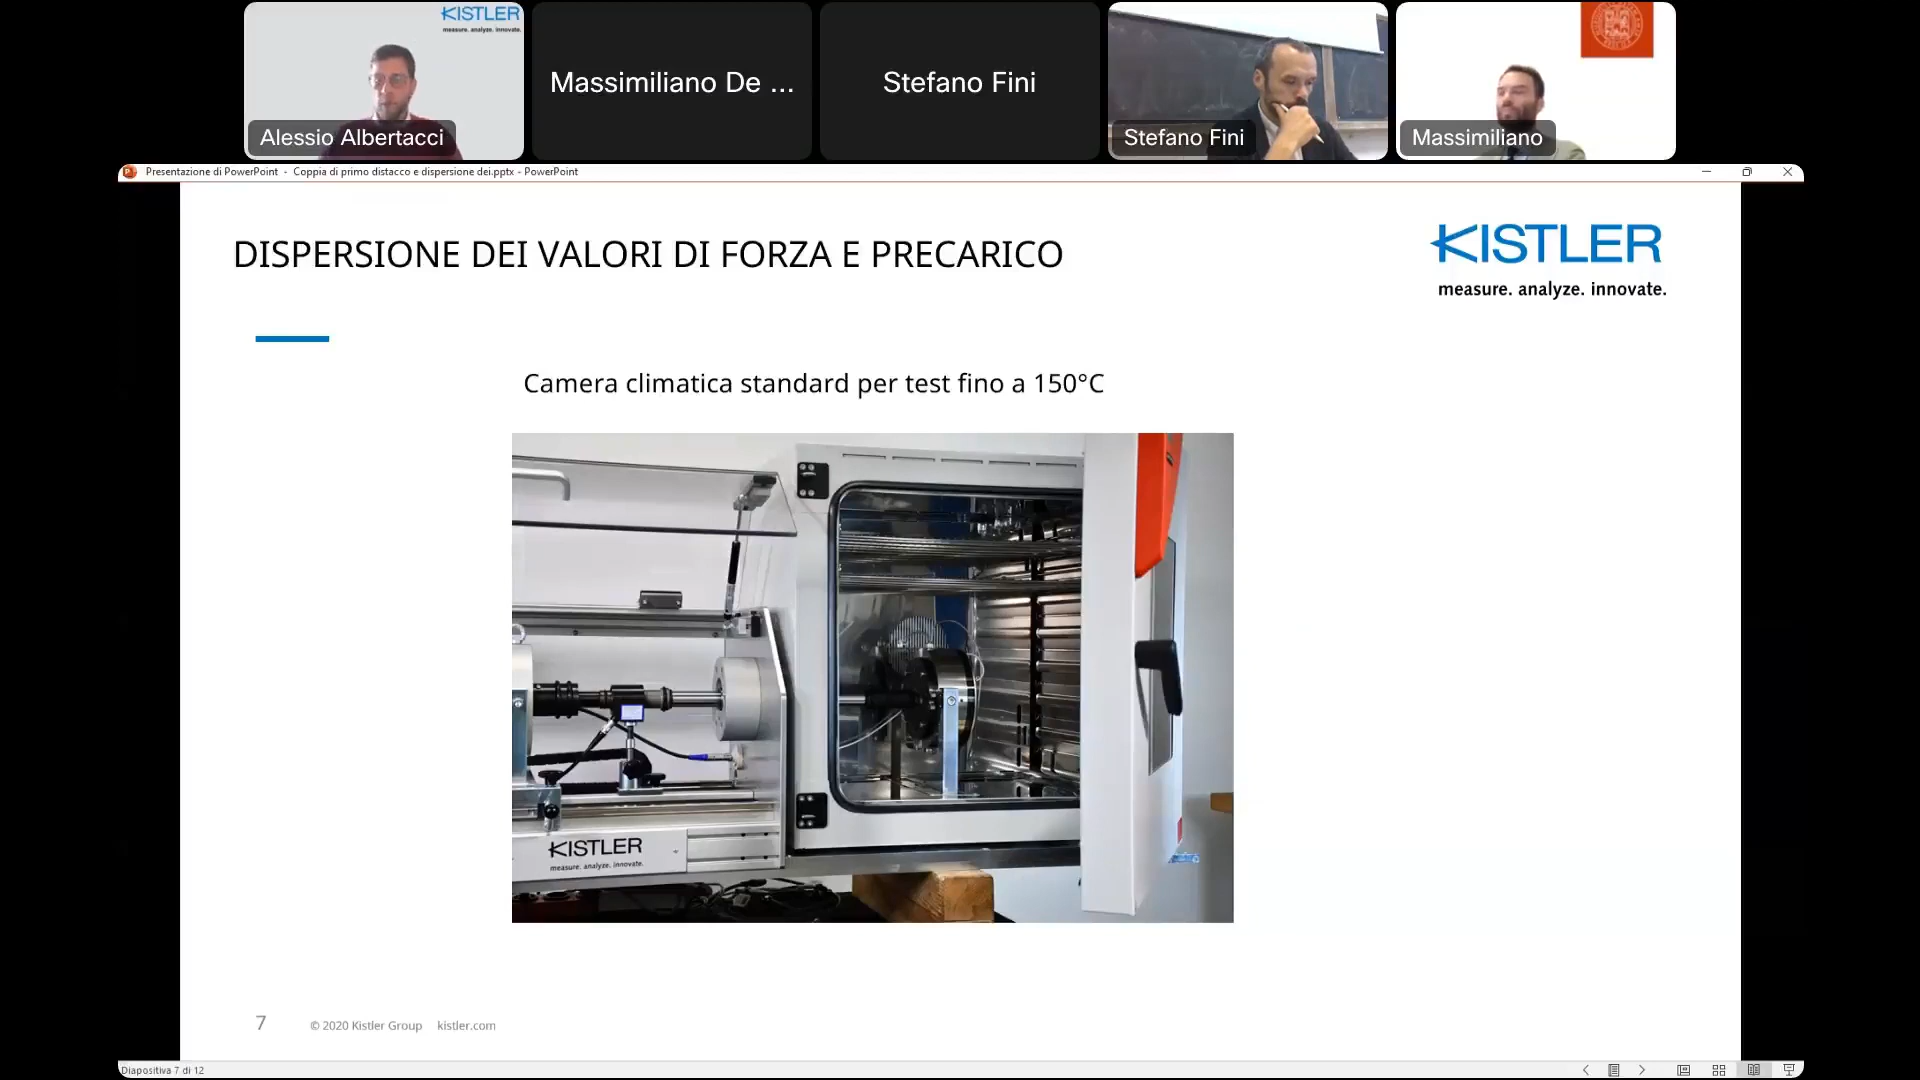 KISTLER
measure. analyze. innovate.
Alessio Albertacci
Massimiliano De ...
Stefano Fini
Stefano Fini
Massimiliano
Presentazione di PowerPoint - Coppia di primo distacco e dispersione dei.pptx - PowerPoint
DISPERSIONE DEI VALORI DI FORZA E PRECARICO
KISTLER
measure. analyze. innovate.
Camera climatica standard per test fino a 150°C
KISTLER
measure. analyze. innovate.
7
© 2020 Kistler Group kistler.com
Diapositiva 7 di 12